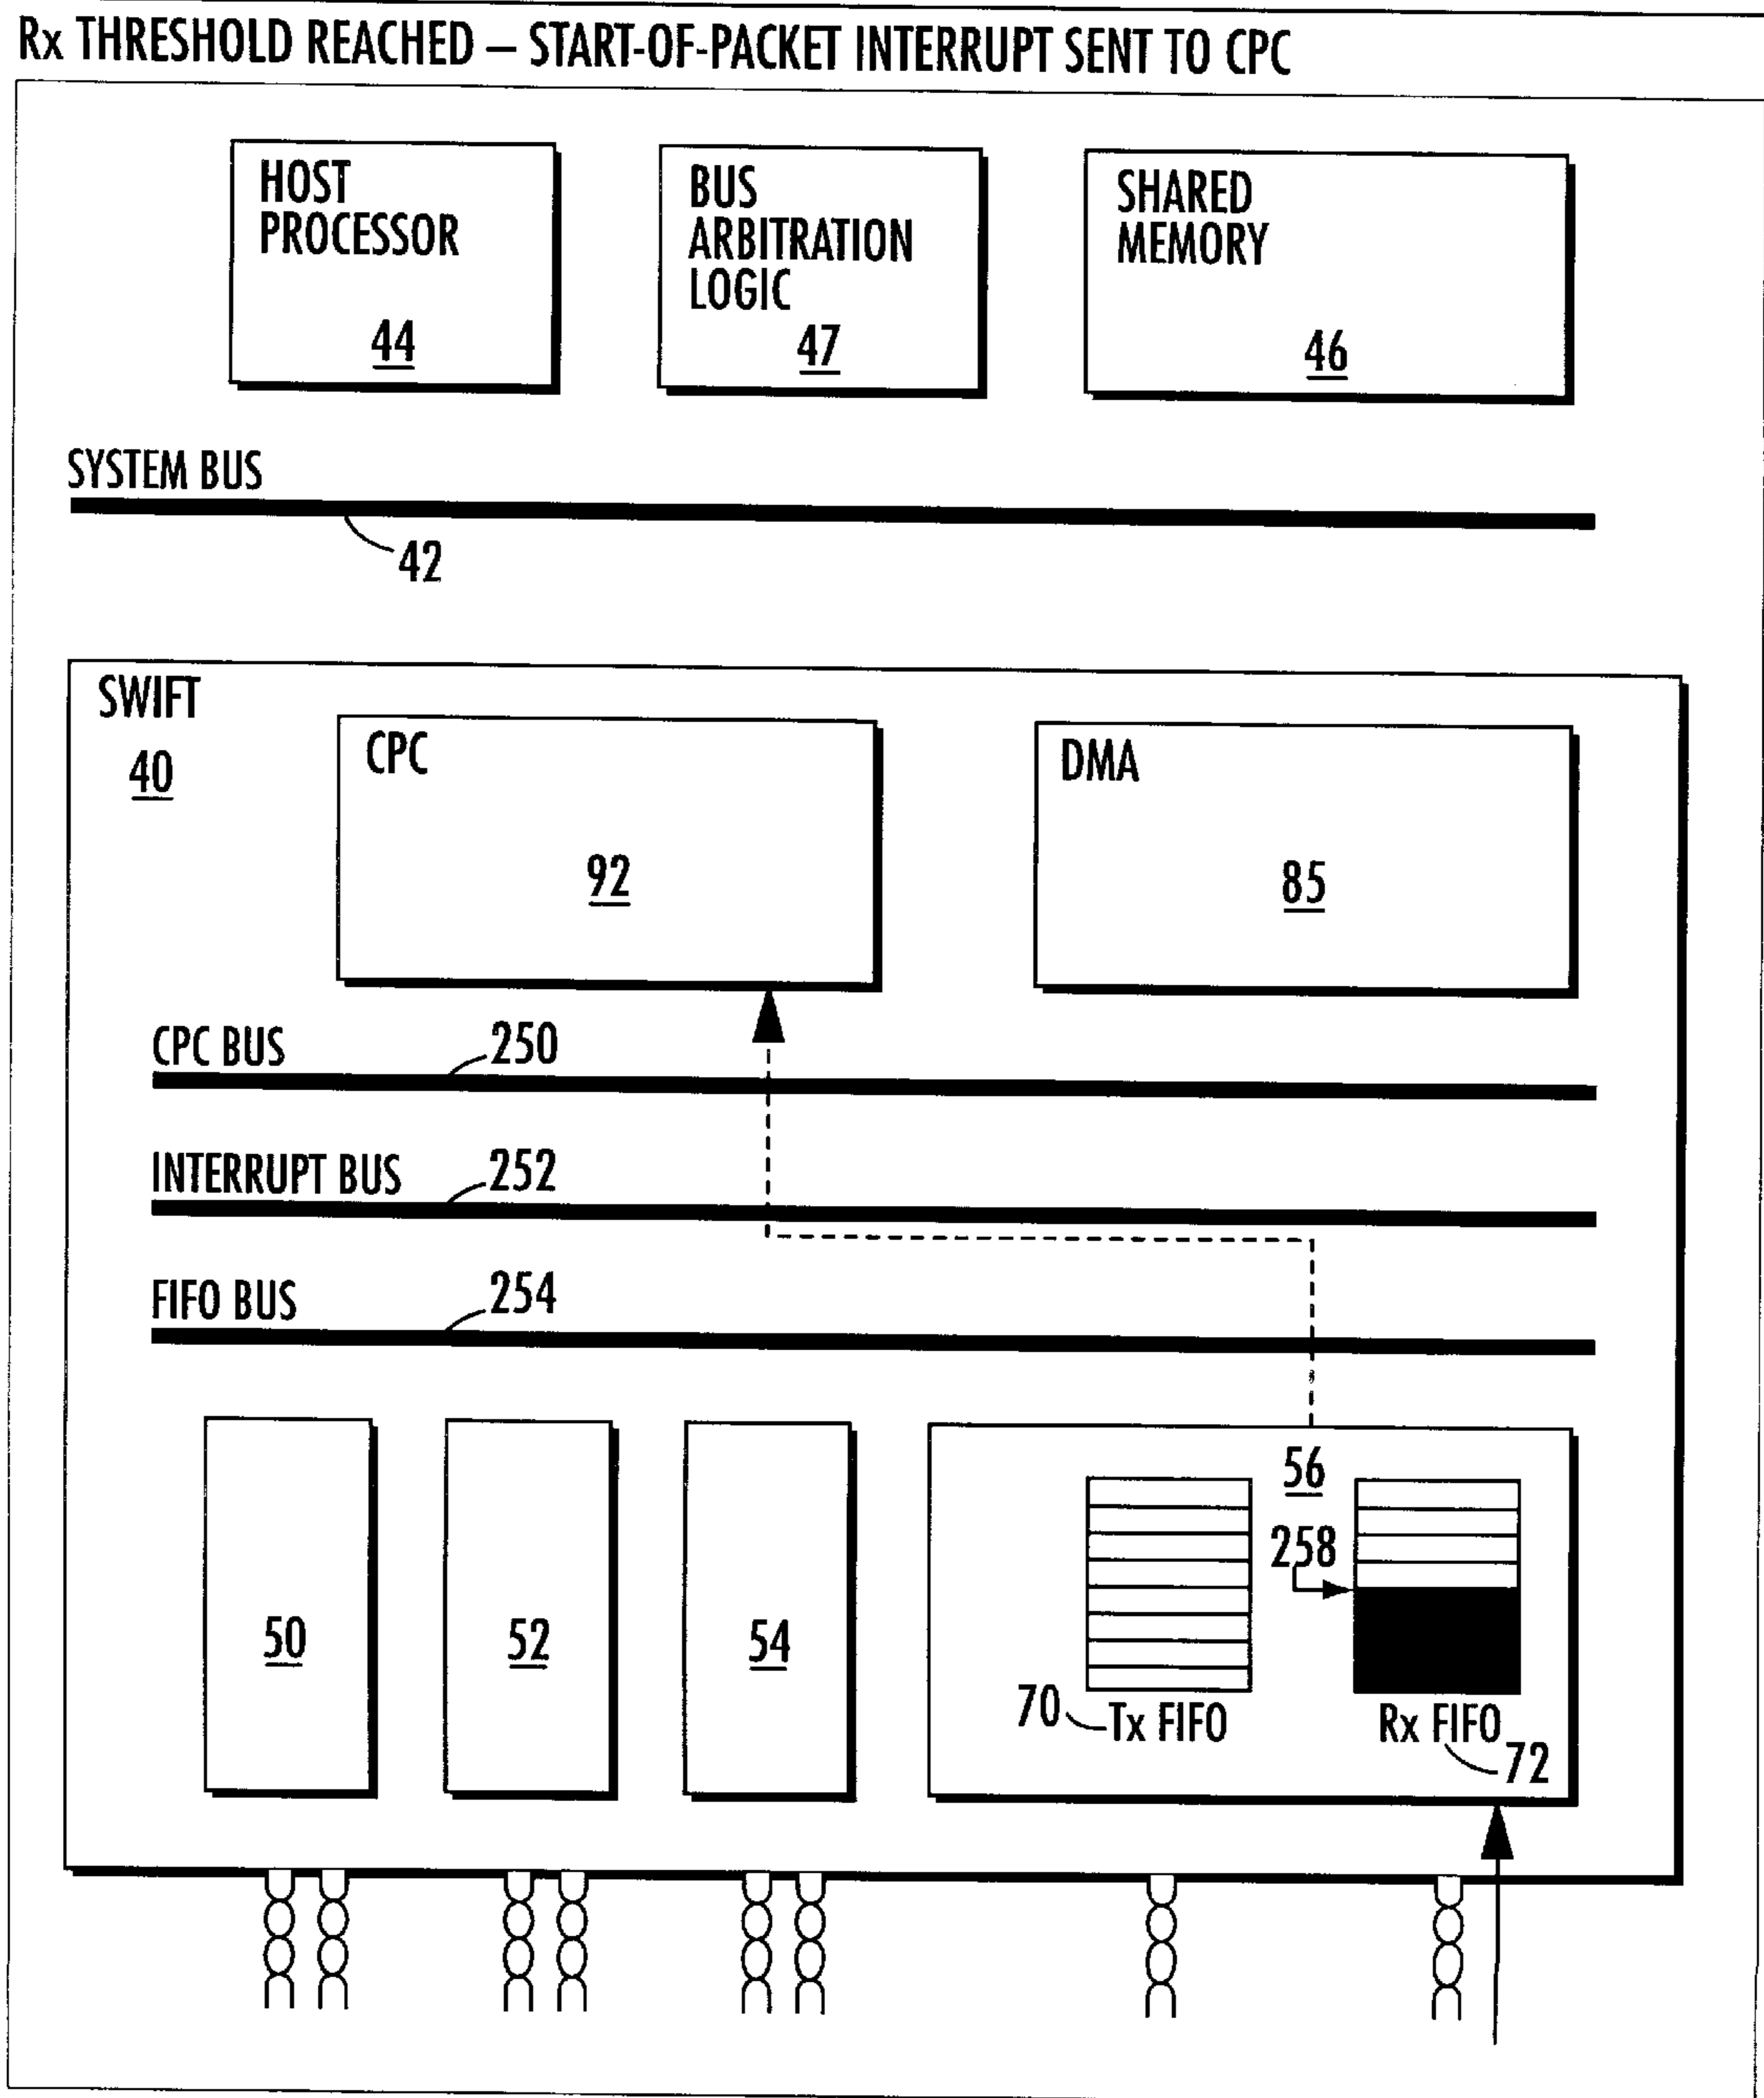 Rx THRESHOLD REACHED – START-OF-PACKET INTERRUPT SENT TO CPC
HOST
PROCESSOR
44
BUS
ARBITRATION
LOGIC
47
SHARED
MEMORY
46
SYSTEM BUS
42
SWIFT
40
CPC
92
DMA
85
CPC BUS
250
INTERRUPT BUS
252
FIFO BUS
254
50
52
54
56
258
70
Tx FIFO
Rx FIFO
72